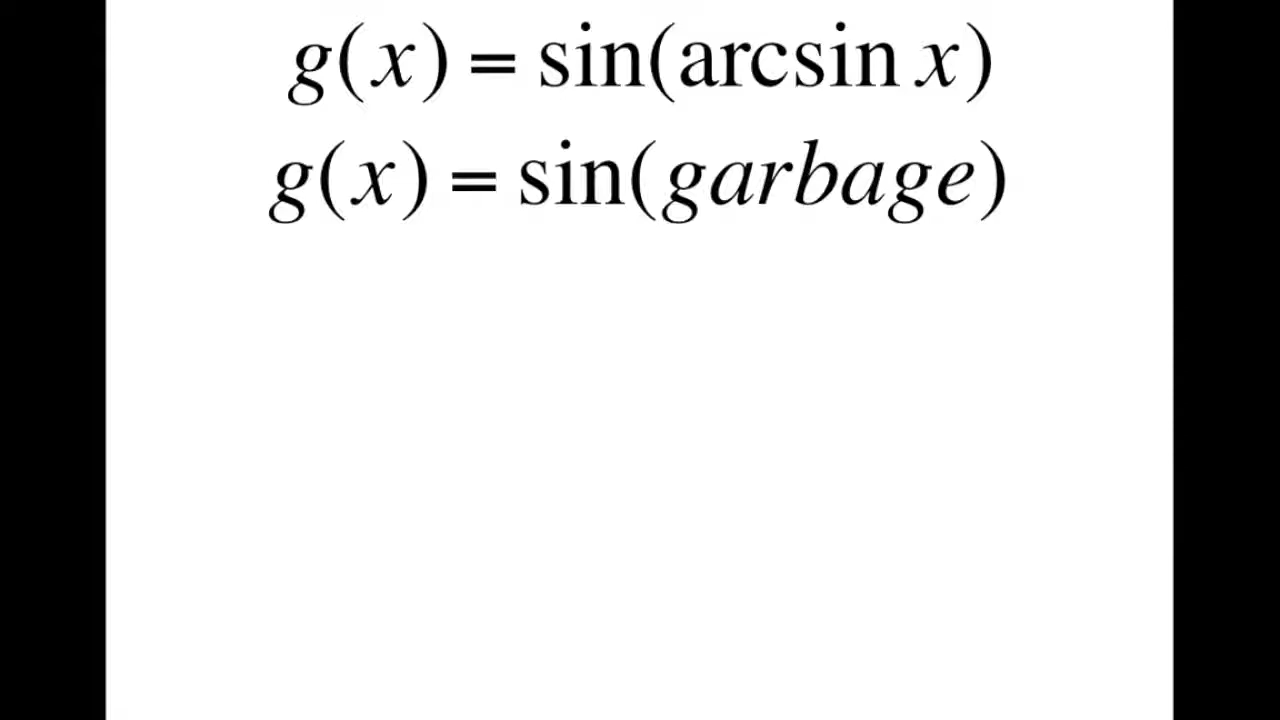 g(x) = sin(arcsin x)
g(x) = sin(garbage)